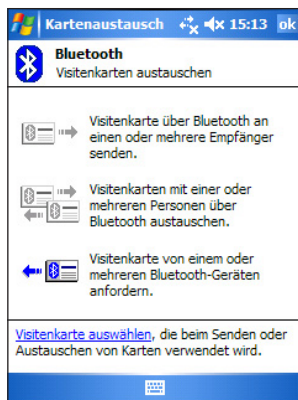 Kartenaustausch 15:13 ok
Bluetooth
Visitenkarten austauschen
Visitenkarte über Bluetooth an
einen oder mehrere Empfänger
senden.
Visitenkarten mit einer oder
mehreren Personen über
Bluetooth austauschen.
Visitenkarte von einem oder
mehreren Bluetooth-Geräten
anfordern.
Visitenkarte auswählen, die beim Senden oder
Austauschen von Karten verwendet wird.